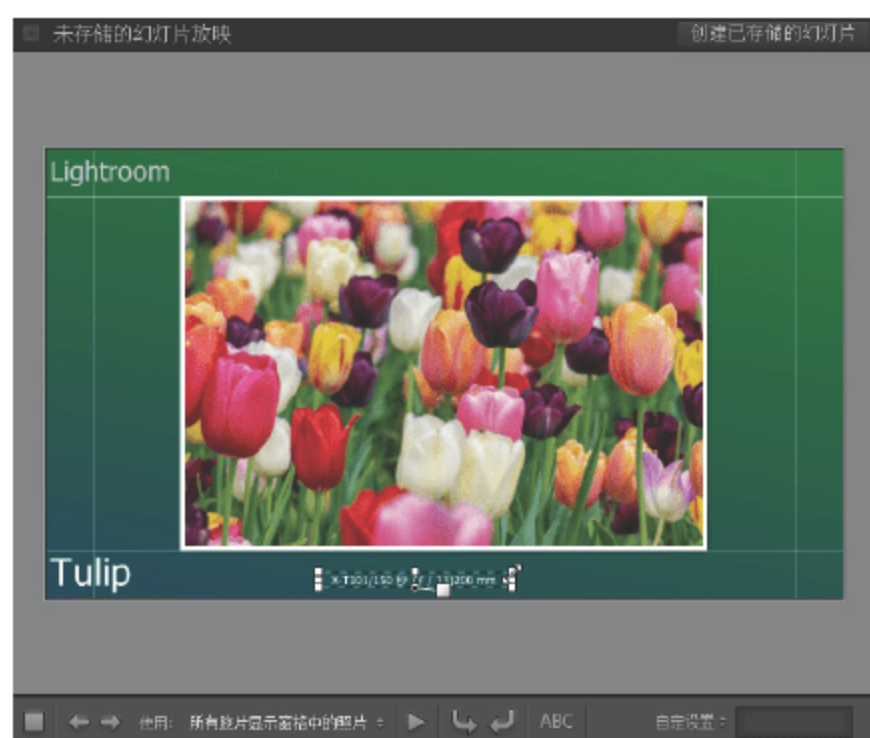 未存储的幻灯片放映
创建已存储的幻灯片
Lightroom
Tulip
200 mm
使用: 所有胶片显示窗格中的照片
ABC
自定设置: